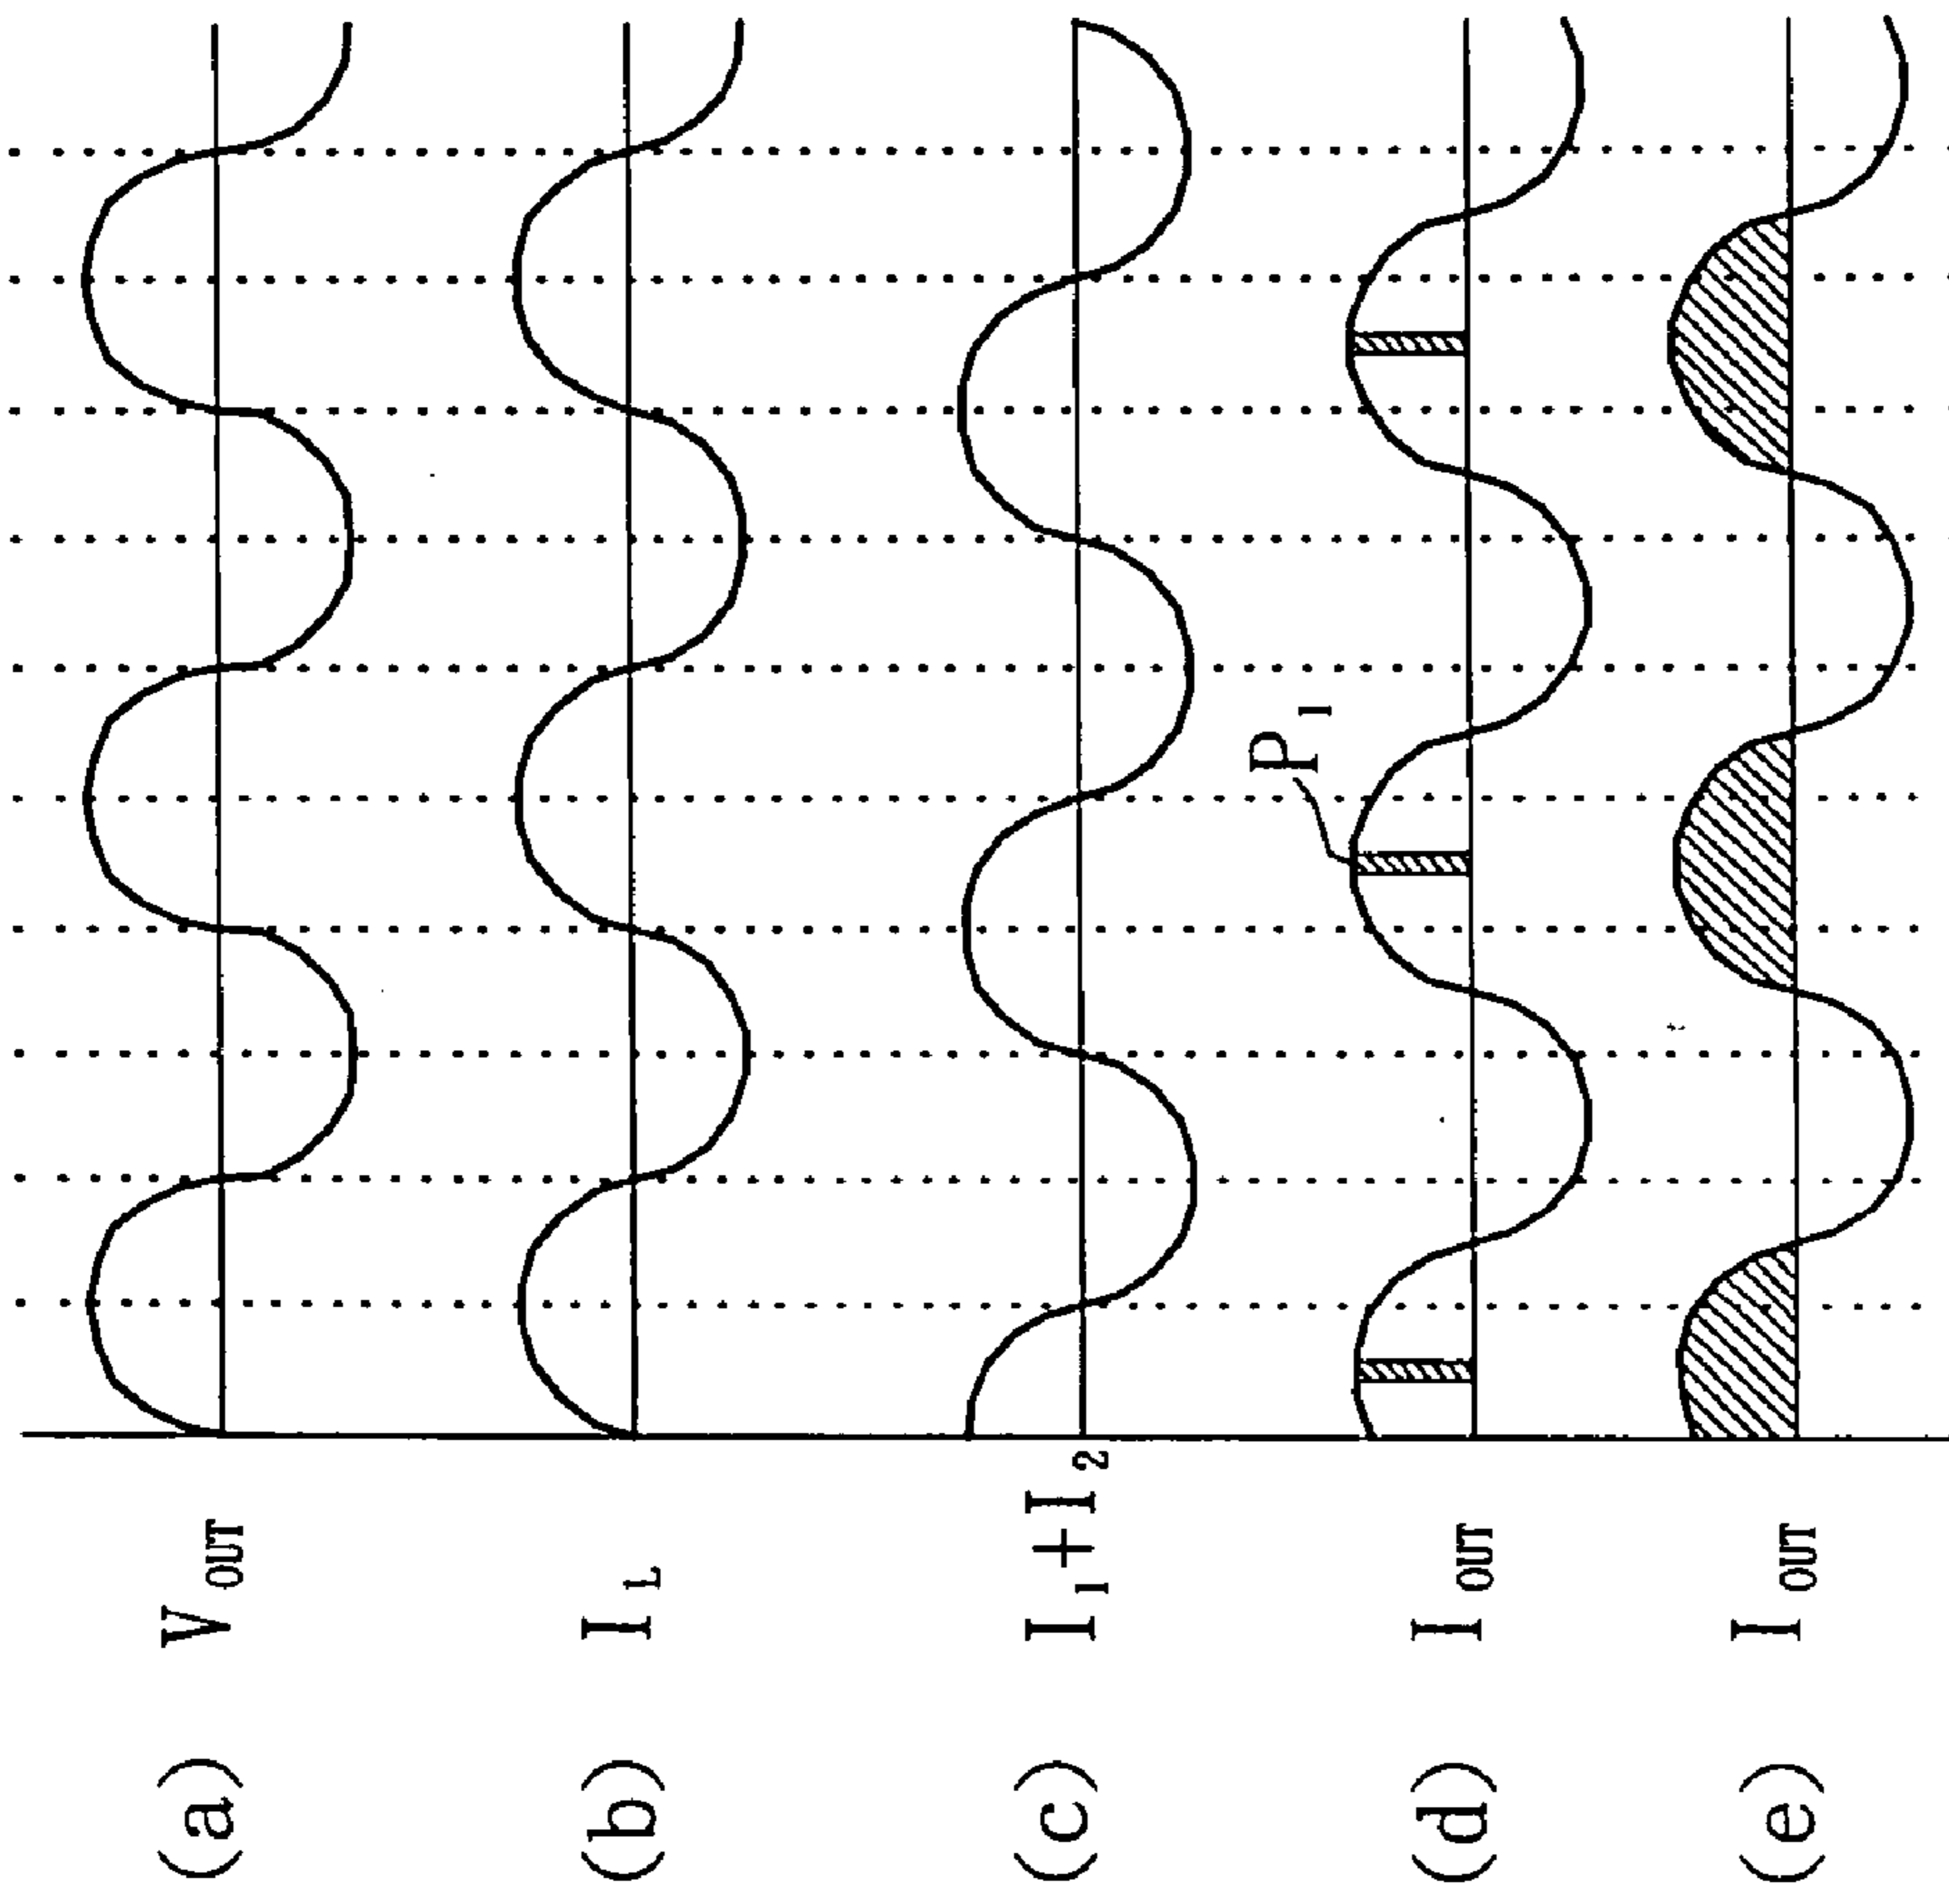 (a) V OUT
(b) I L
(c) I1+I2
(d) I OUT
P1
(e) I OUT